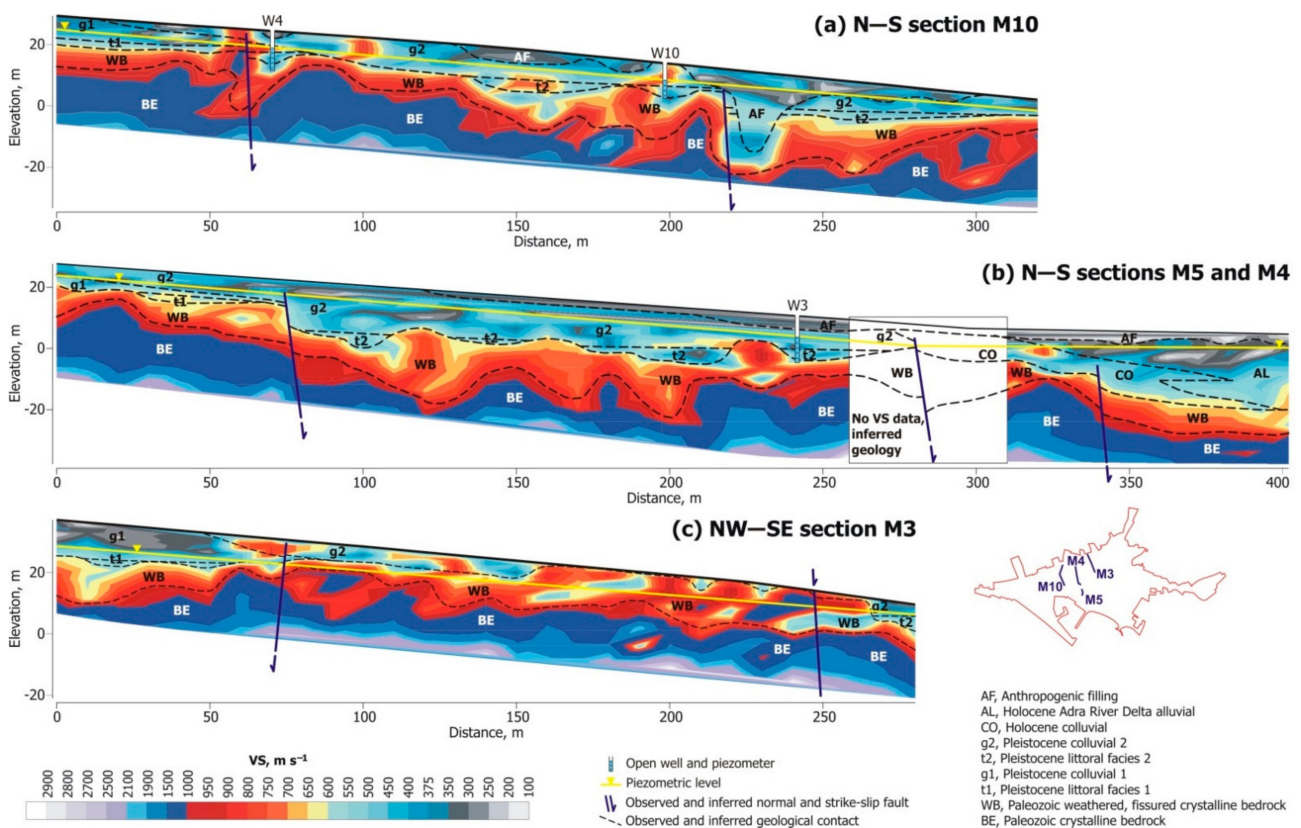 (a) N—S section M10
W4
W10
g1
t1
WB
BE
g2
AF
WB
BE
t2
WB
BE
AF
g2
t2
WB
BE
Elevation, m
20
0
-20
0 50 100 150 200 250 300
Distance, m
(b) N—S sections M5 and M4
W3
g1
g2
t1
WB
BE
g2
t2
WB
t2
g2
WB
t2
AF
t2
BE
g2
WB
CO
No VS data,
inferred
geology
AF
WB
CO
AL
BE
WB
BE
Elevation, m
20
0
-20
0 50 100 150 200 250 300 350 400
Distance, m
(c) NW—SE section M3
g1
t1
WB
BE
g2
WB
BE
WB
BE
g2
t2
WB
BE
Elevation, m
20
0
-20
0 50 100 150 200 250
Distance, m
M4
M3
M10
M5
VS, m s⁻¹
2900 2800 2700 2500 2100 1900 1000 950 900 850 800 750 700 650 600 550 500 450 400 375 350 300 250 200 100
Open well and piezometer
Piezometric level
Observed and inferred normal and strike-slip fault
Observed and inferred geological contact
AF, Anthropogenic filling
AL, Holocene Adra River Delta alluvial
CO, Holocene colluvial
g2, Pleistocene colluvial 2
t2, Pleistocene littoral facies 2
g1, Pleistocene colluvial 1
t1, Pleistocene littoral facies 1
WB, Paleozoic weathered, fissured crystalline bedrock
BE, Paleozoic crystalline bedrock